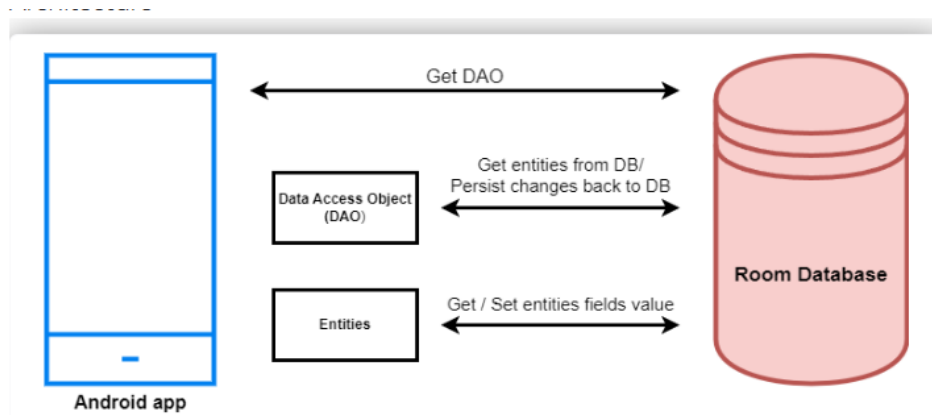 Get DAO
Get entities from DB/
Persist changes back to DB
Data Access Object
(DAO)
Room Database
Get / Set entities fields value
Entities
Android app